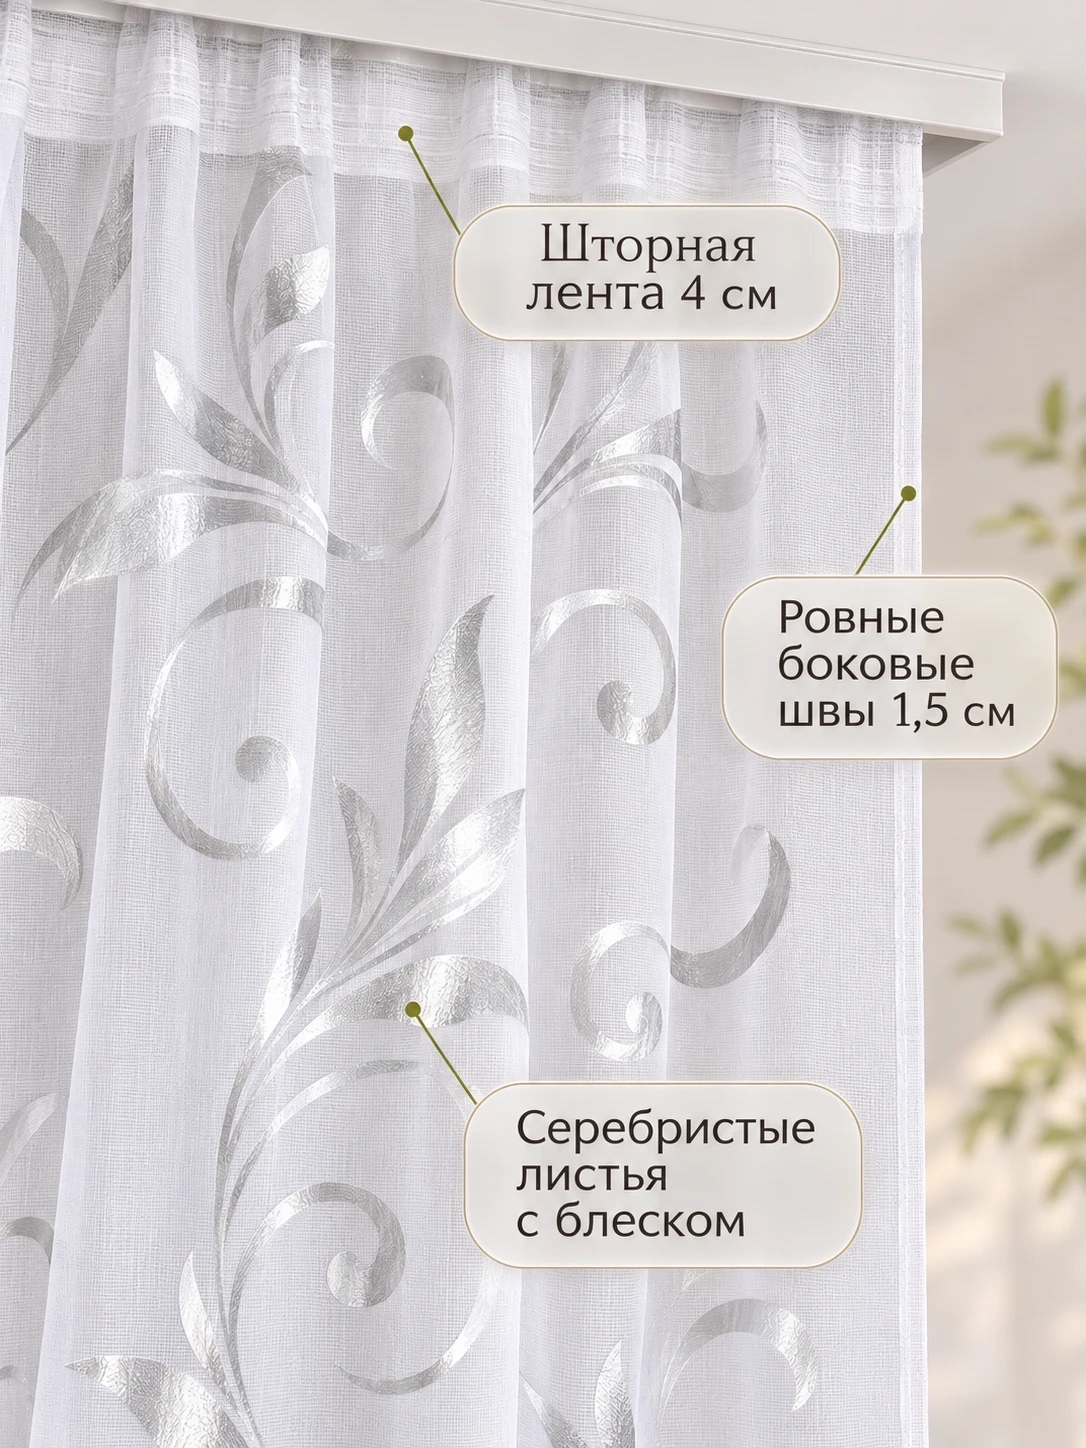 Шторная
лента 4 см
Ровные
боковые
швы 1,5 см
Серебристые
листья
с блеском